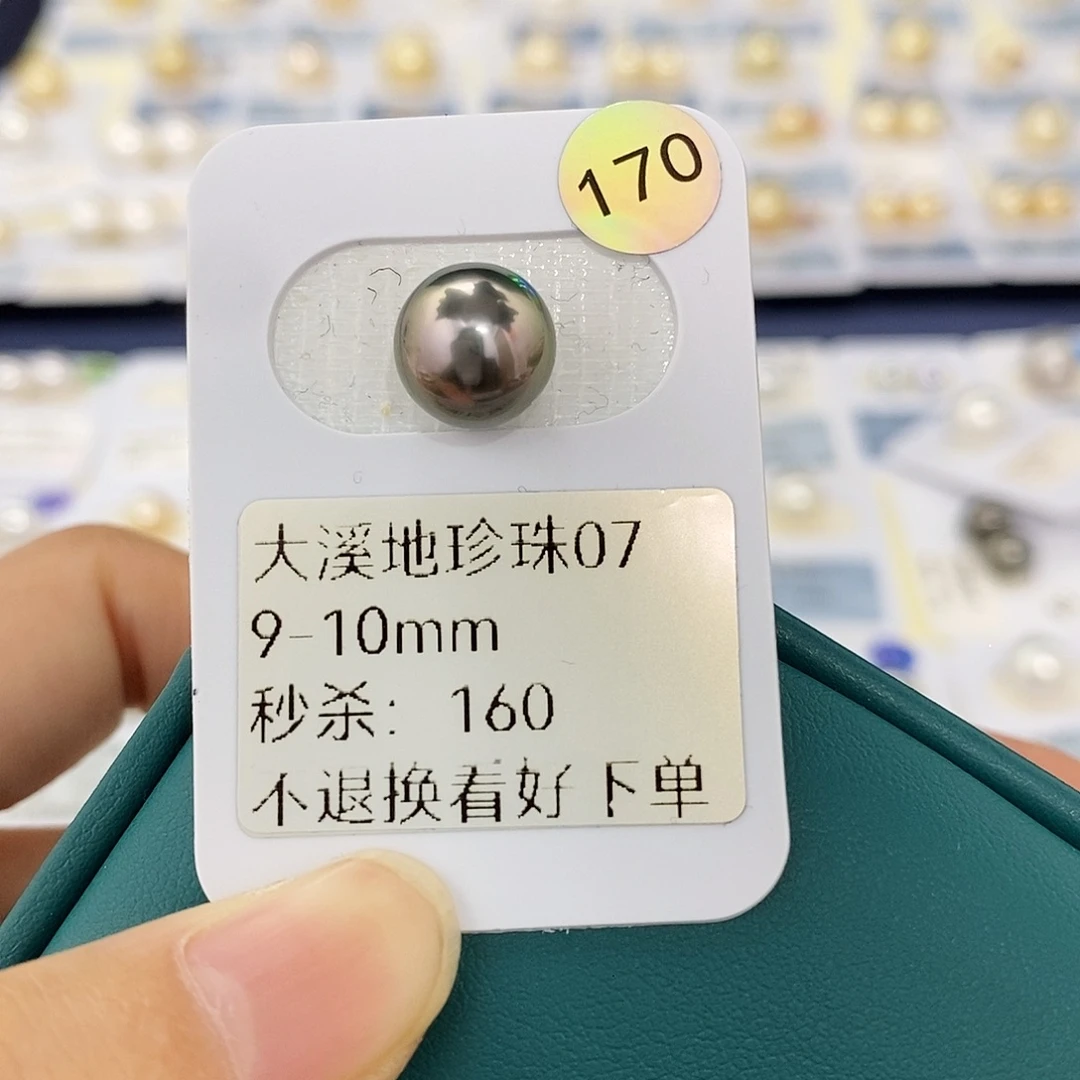 170
大溪地珍珠07
9-10mm
秒杀: 160
不退换看好下单